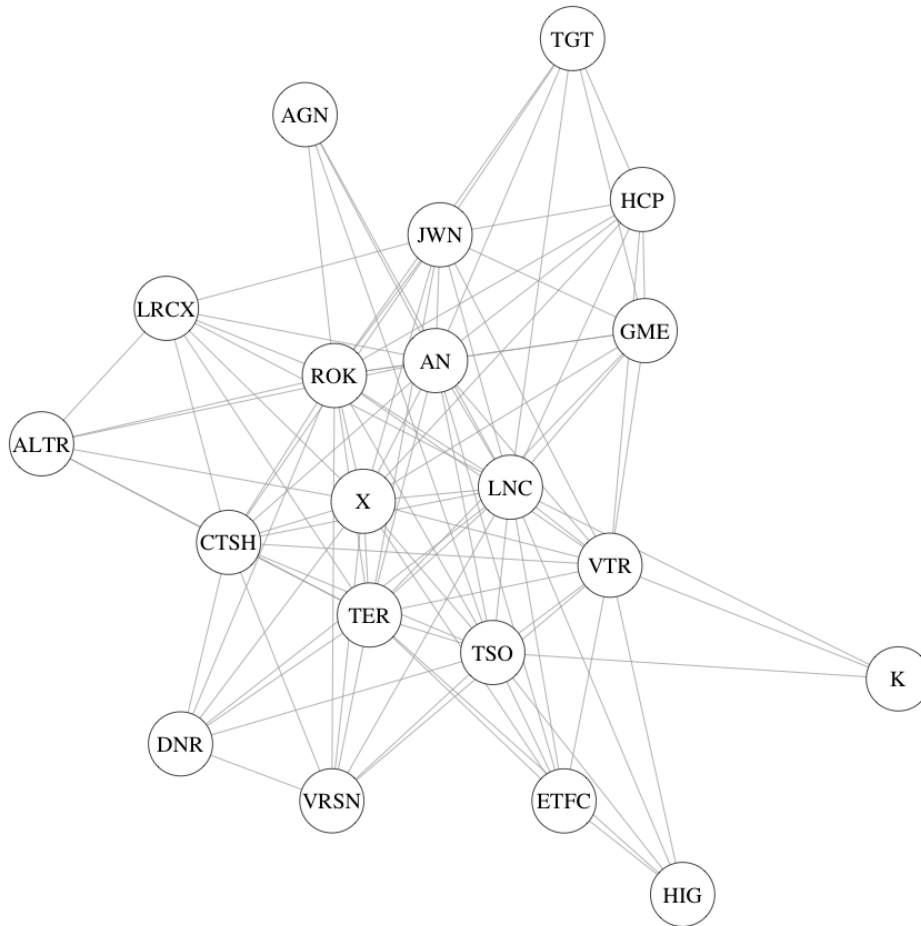 TGT
AGN
HCP
JWN
LRCX
GME
AN
ROK
ALTR
LNC
X
CTSH
VTR
TER
TSO
K
DNR
VRSN
ETFC
HIG